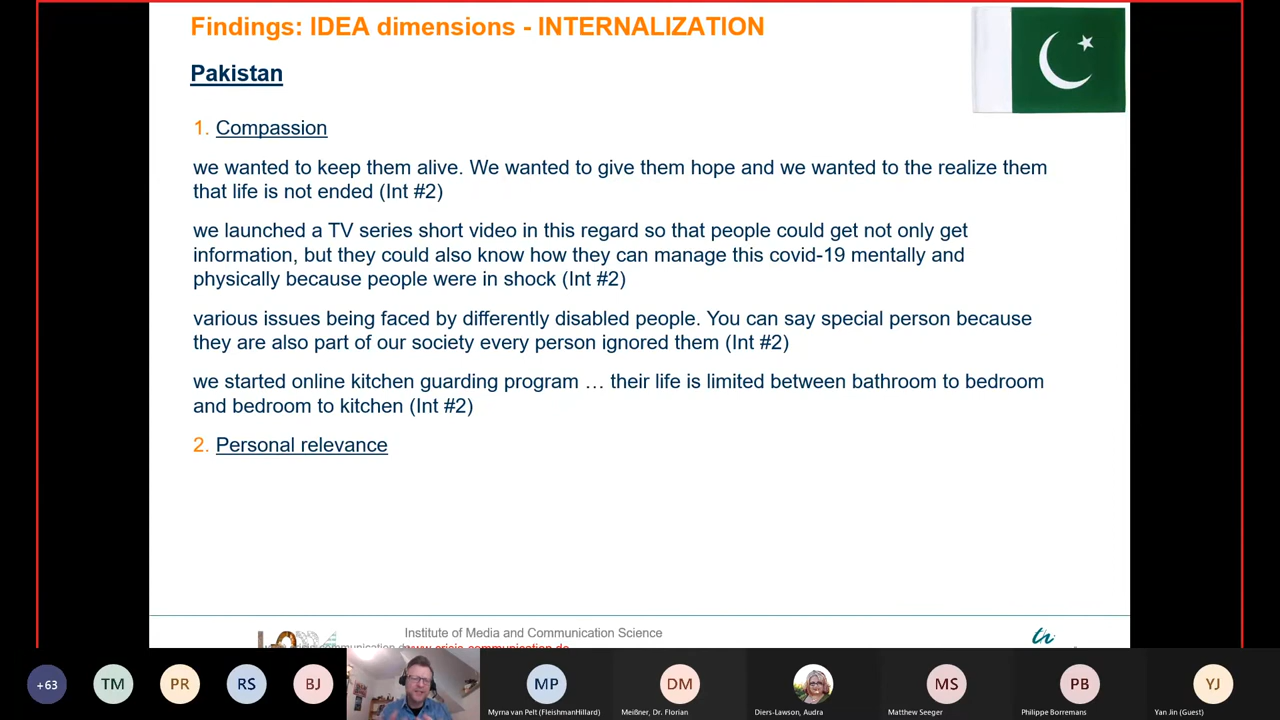 Findings: IDEA dimensions - INTERNALIZATION
Pakistan
1. Compassion
we wanted to keep them alive. We wanted to give them hope and we wanted to the realize them
that life is not ended (Int #2)
we launched a TV series short video in this regard so that people could get not only get
information, but they could also know how they can manage this covid-19 mentally and
physically because people were in shock (Int #2)
various issues being faced by differently disabled people. You can say special person because
they are also part of our society every person ignored them (Int #2)
we started online kitchen guarding program … their life is limited between bathroom to bedroom
and bedroom to kitchen (Int #2)
2. Personal relevance
Institute of Media and Communication Science
www.crisis-communication.de
+63
TM
PR
RS
BJ
MP
DM
MS
PB
YJ
Myrna van Pelt (FleishmanHillard)
Meißner, Dr. Florian
Diers-Lawson, Audra
Matthew Seeger
Philippe Borremans
Yan Jin (Guest)